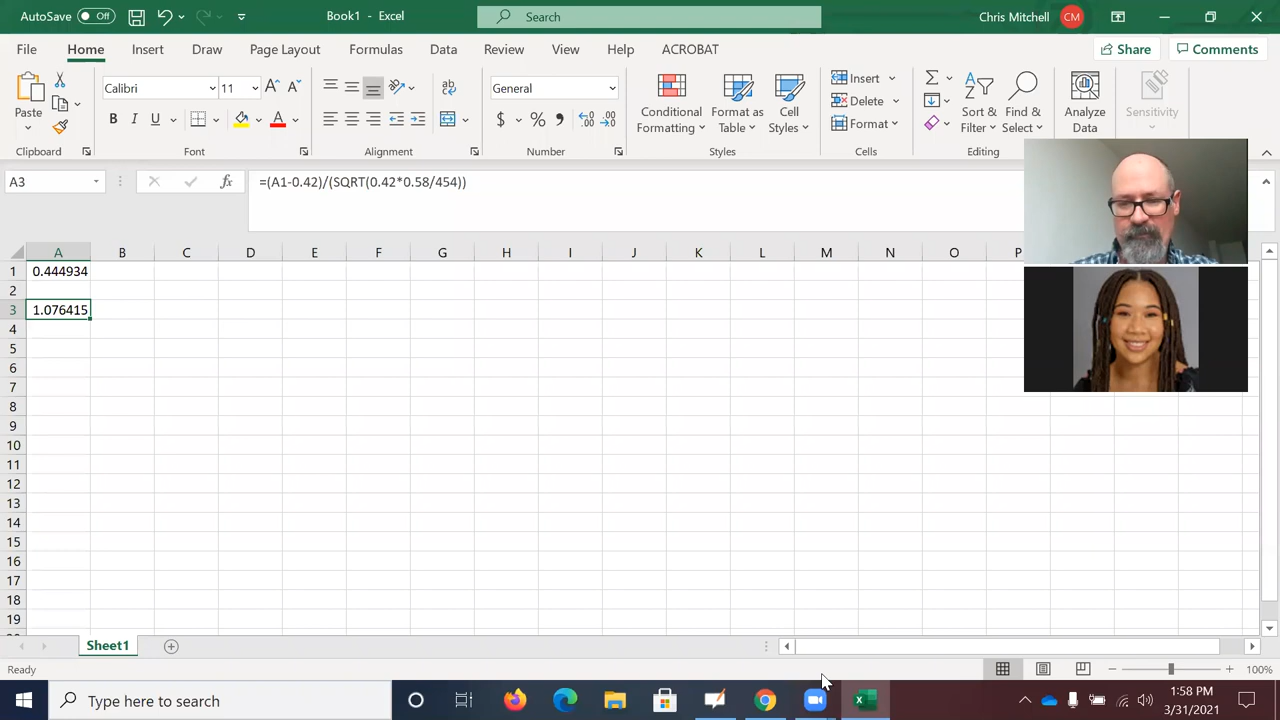 AutoSave Off Book1 - Excel Search Chris Mitchell CM
File Home Insert Draw Page Layout Formulas Data Review View Help ACROBAT Share Comments
Paste
Clipboard
Calibri 11
B I U
Font
Alignment
General
$ %
Number
Conditional Formatting
Format as Table
Cell Styles
Styles
Insert
Delete
Format
Cells
Sort & Filter
Find & Select
Editing
Analyze Data
Sensitivity
A3 fx =(A1-0.42)/(SQRT(0.42*0.58/454))
A B C D E F G H I J K L M N O P
1 0.444934
2
3 1.076415
4
5
6
7
8
9
10
11
12
13
14
15
16
17
18
19
Sheet1
Ready 100%
Type here to search
1:58 PM
3/31/2021